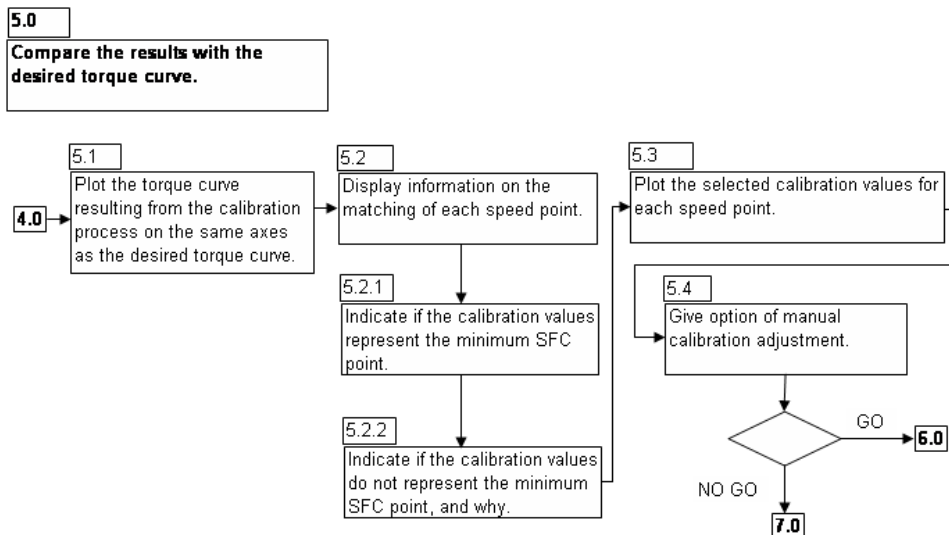 5.0
Compare the results with the
desired torque curve.
5.1
Plot the torque curve
resulting from the calibration
process on the same axes
as the desired torque curve.
4.0
5.2
Display information on the
matching of each speed point.
5.2.1
Indicate if the calibration values
represent the minimum SFC
point.
5.2.2
Indicate if the calibration values
do not represent the minimum
SFC point, and why.
5.3
Plot the selected calibration values for
each speed point.
5.4
Give option of manual
calibration adjustment.
GO
6.0
NO GO
7.0